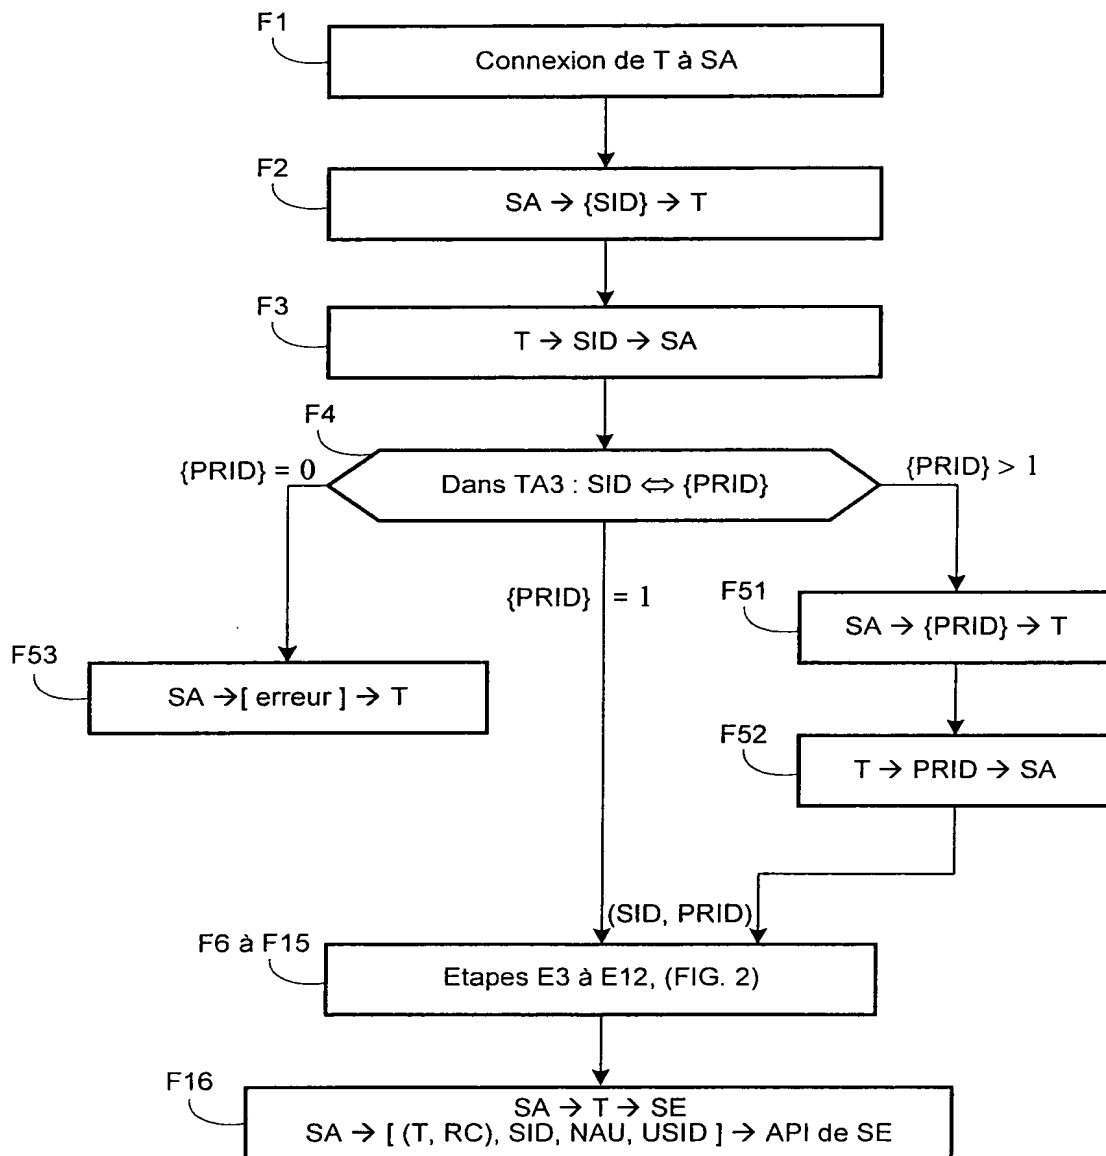 F1
Connexion de T à SA
F2
SA → {SID} → T
F3
T → SID → SA
F4
{PRID} = 0
Dans TA3 : SID ⇔ {PRID}
{PRID} > 1
{PRID} = 1
F51
SA → {PRID} → T
F53
SA →[ erreur ] → T
F52
T → PRID → SA
(SID, PRID)
F6 à F15
Etapes E3 à E12, (FIG. 2)
F16
SA → T → SE
SA → [ (T, RC), SID, NAU, USID ] → API de SE